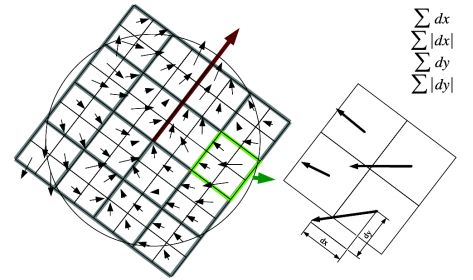 ∑ dx
∑ |dx|
∑ dy
∑ |dy|
dx
dy